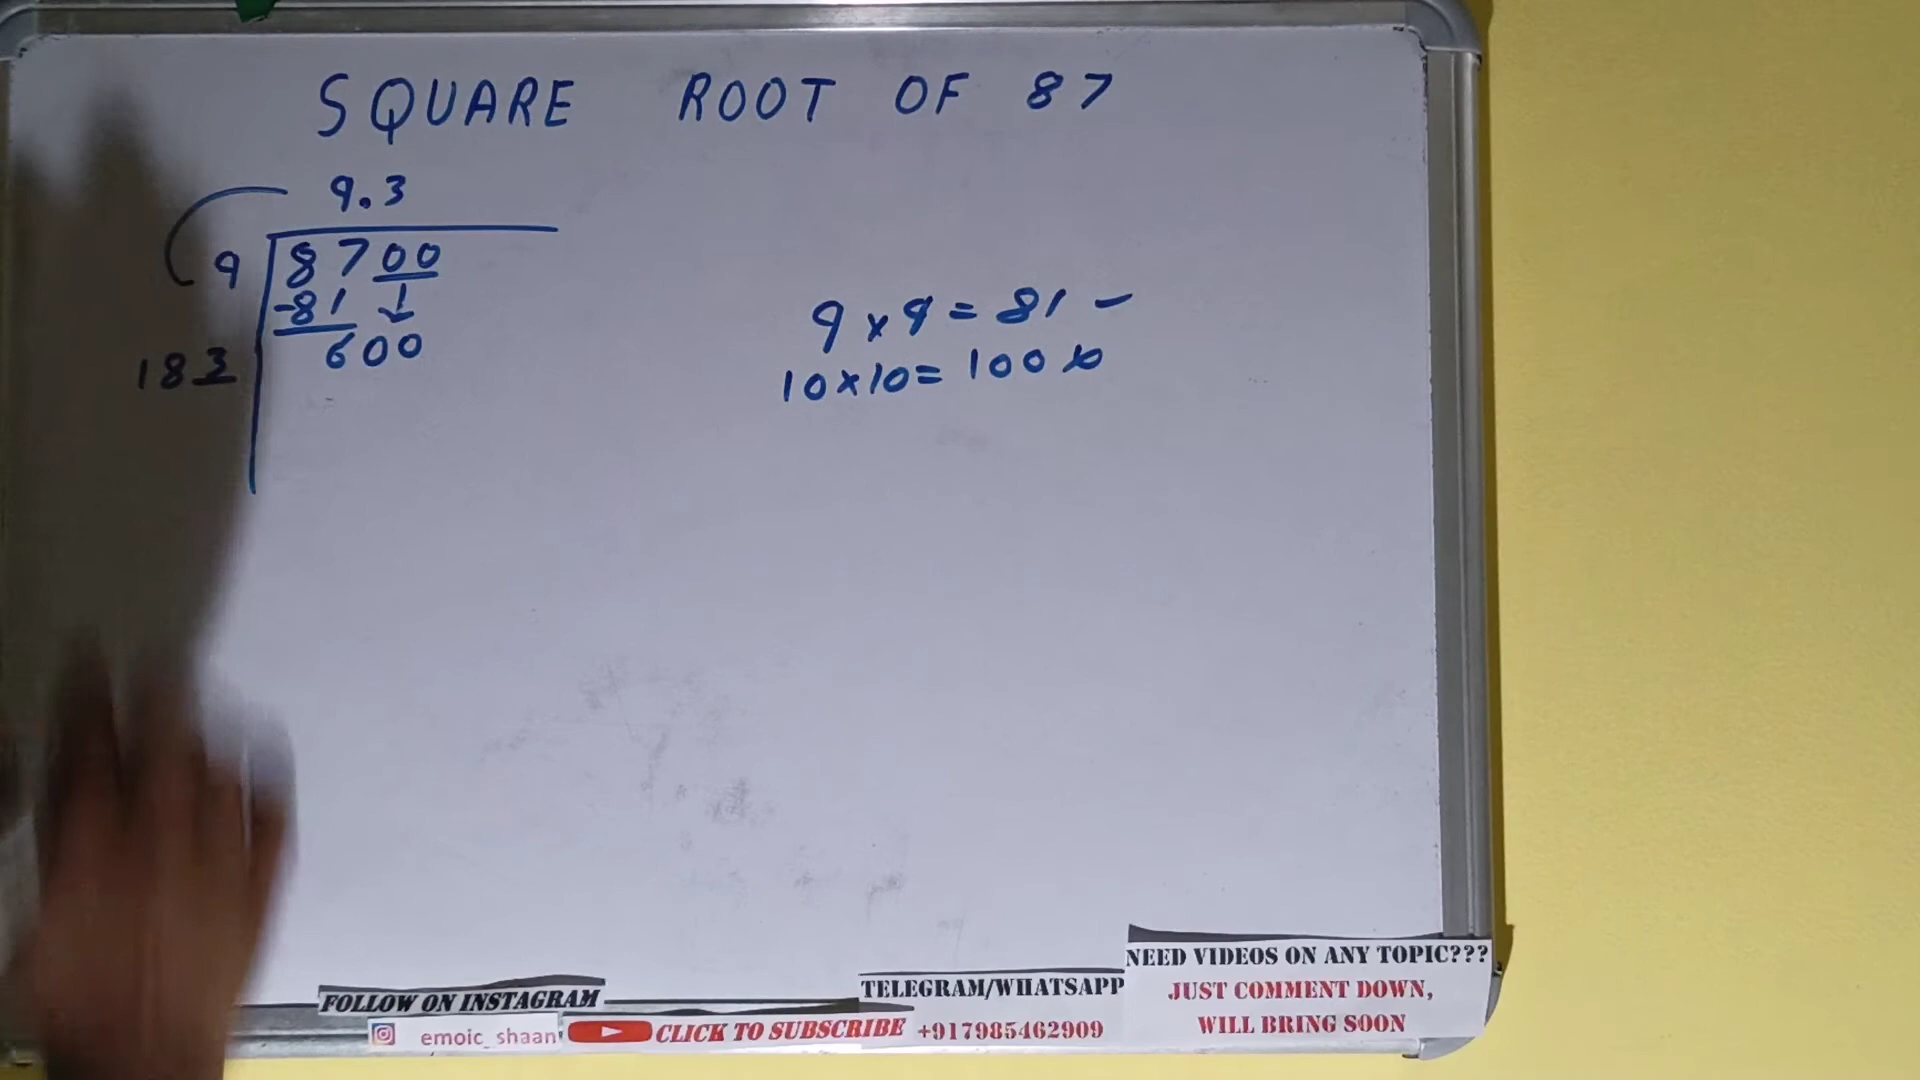 SQUARE ROOT OF 87
9.3
9 8700
-81
183 600
9 x 9 = 81 -
10 x 10 = 100 x
NEED VIDEOS ON ANY TOPIC???
JUST COMMENT DOWN,
WILL BRING SOON
TELEGRAM/WHATSAPP
+917985462909
FOLLOW ON INSTAGRAM
emoic_shaan
CLICK TO SUBSCRIBE